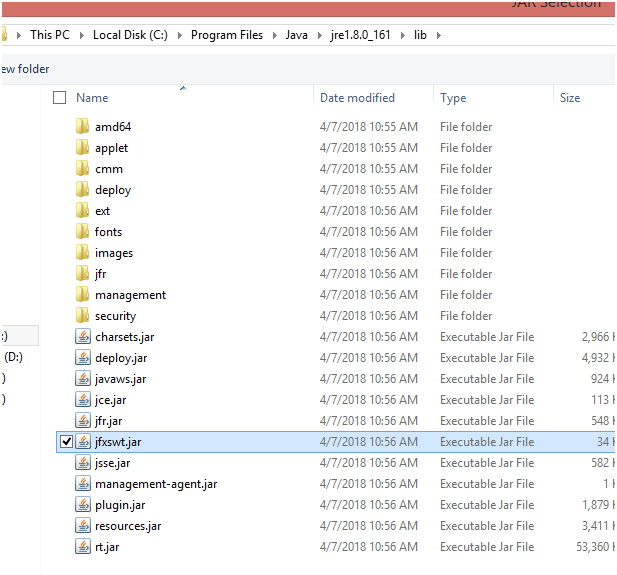 JAR Selection
This PC Local Disk (C:) Program Files Java jre1.8.0_161 lib
ew folder
Name Date modified Type Size
amd64 4/7/2018 10:55 AM File folder
applet 4/7/2018 10:55 AM File folder
cmm 4/7/2018 10:55 AM File folder
deploy 4/7/2018 10:55 AM File folder
ext 4/7/2018 10:56 AM File folder
fonts 4/7/2018 10:56 AM File folder
images 4/7/2018 10:56 AM File folder
jfr 4/7/2018 10:56 AM File folder
management 4/7/2018 10:56 AM File folder
security 4/7/2018 10:56 AM File folder
:) charsets.jar 4/7/2018 10:56 AM Executable Jar File 2,966 K
(D:) deploy.jar 4/7/2018 10:56 AM Executable Jar File 4,932 K
) javaws.jar 4/7/2018 10:56 AM Executable Jar File 924 K
) jce.jar 4/7/2018 10:56 AM Executable Jar File 113 K
jfr.jar 4/7/2018 10:56 AM Executable Jar File 548 K
jfxswt.jar 4/7/2018 10:56 AM Executable Jar File 34 K
jsse.jar 4/7/2018 10:56 AM Executable Jar File 582 K
management-agent.jar 4/7/2018 10:56 AM Executable Jar File 1 K
plugin.jar 4/7/2018 10:56 AM Executable Jar File 1,879 K
resources.jar 4/7/2018 10:56 AM Executable Jar File 3,411 K
rt.jar 4/7/2018 10:56 AM Executable Jar File 53,360 K